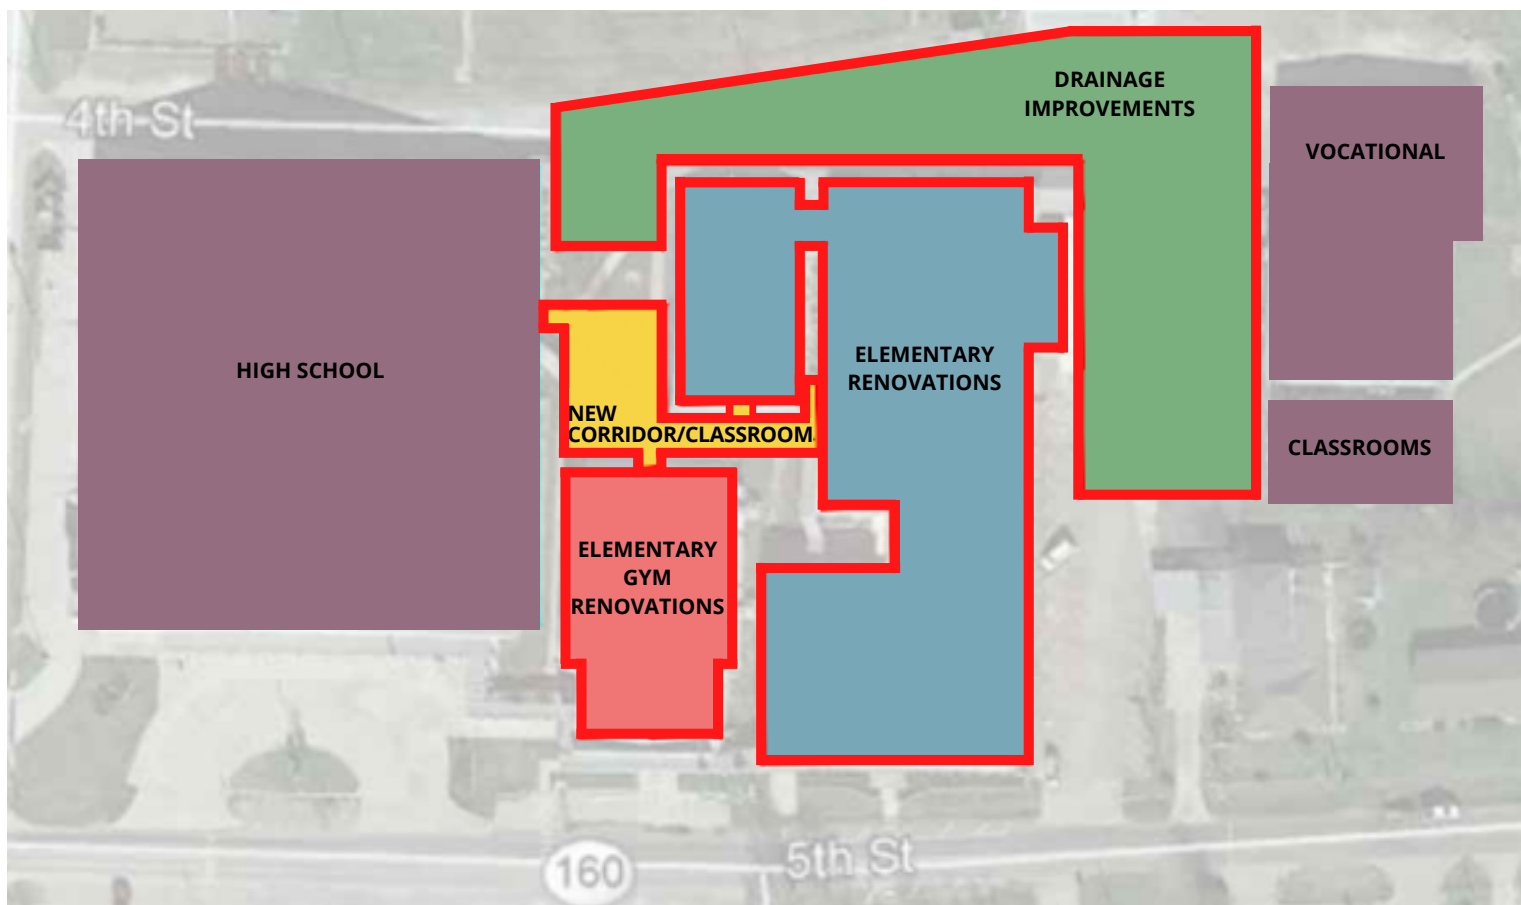 DRAINAGE
IMPROVEMENTS
4th St
VOCATIONAL
HIGH SCHOOL
ELEMENTARY
RENOVATIONS
NEW
CORRIDOR/CLASSROOM
CLASSROOMS
ELEMENTARY
GYM
RENOVATIONS
160
5th St